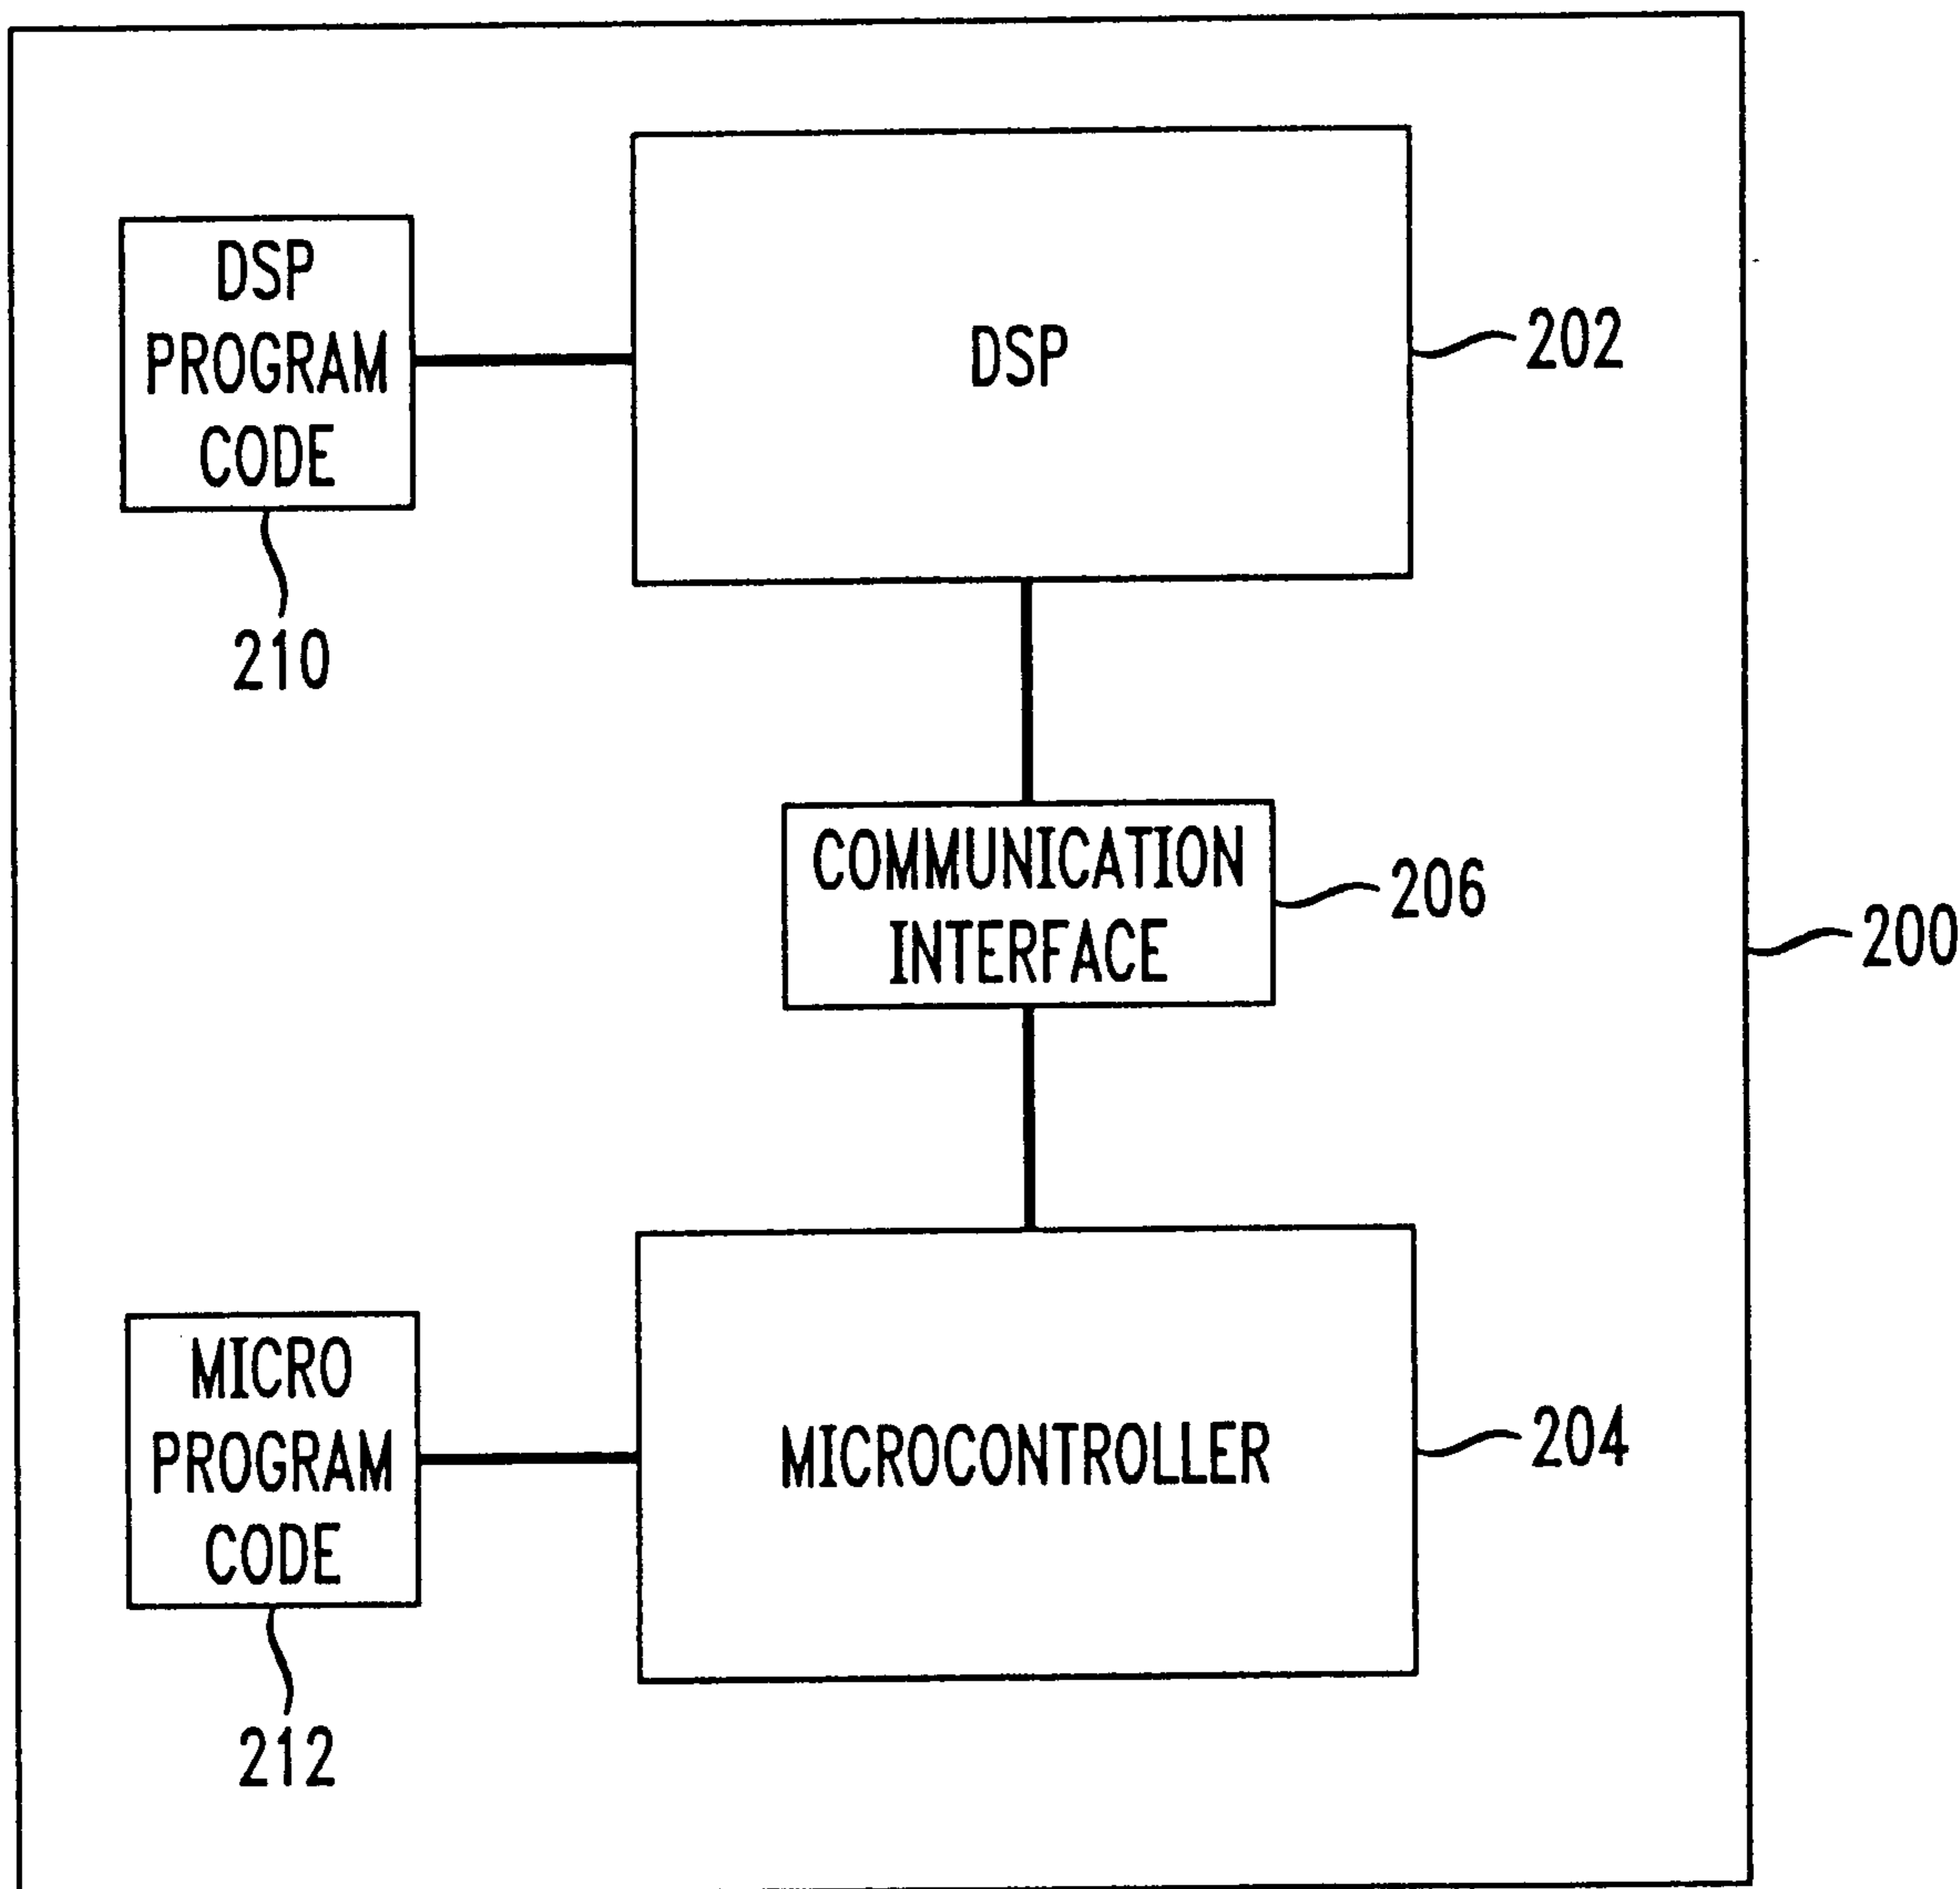 DSP
PROGRAM
CODE
210
DSP
202
COMMUNICATION
INTERFACE
206
200
MICRO
PROGRAM
CODE
212
MICROCONTROLLER
204